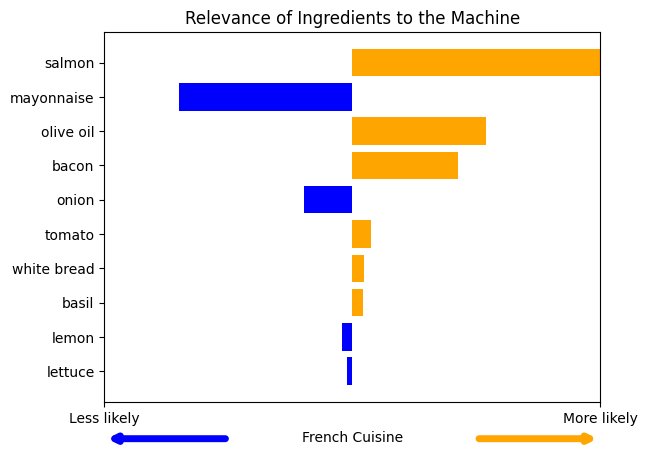 Relevance of Ingredients to the Machine
salmon
mayonnaise
olive oil
bacon
onion
tomato
white bread
basil
lemon
lettuce
Less likely
More likely
French Cuisine